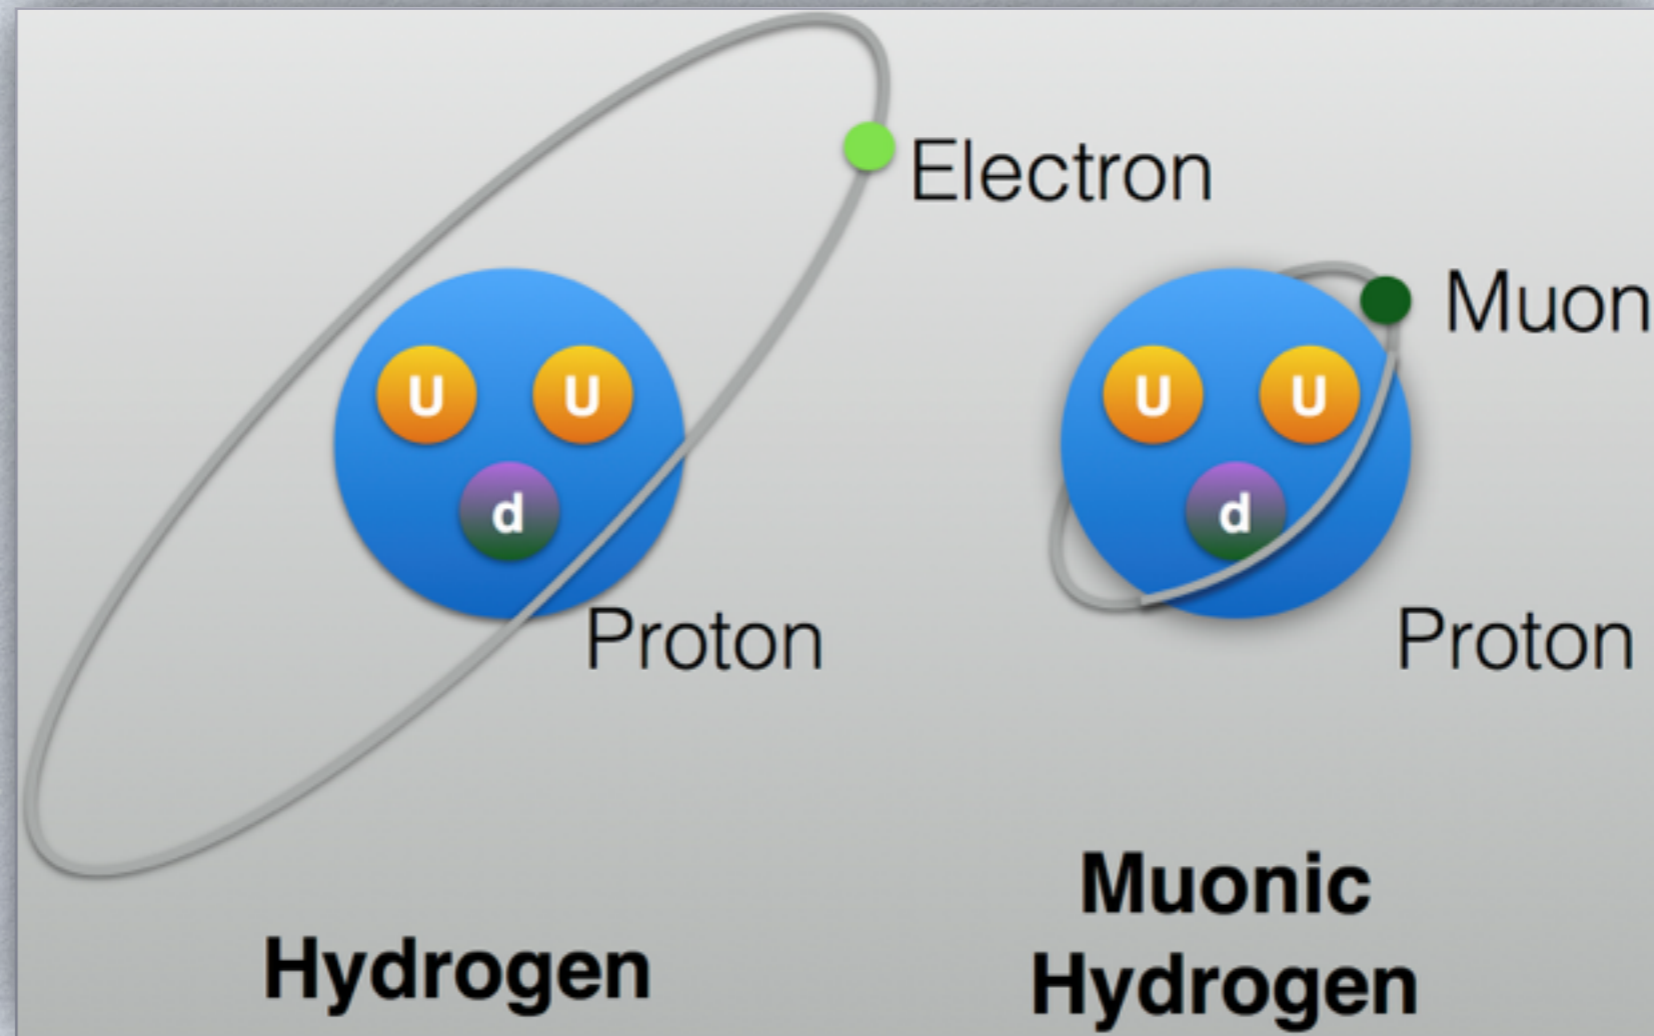 Electron
Muon
U
U
U
U
d
d
Proton
Proton
Hydrogen
Muonic
Hydrogen